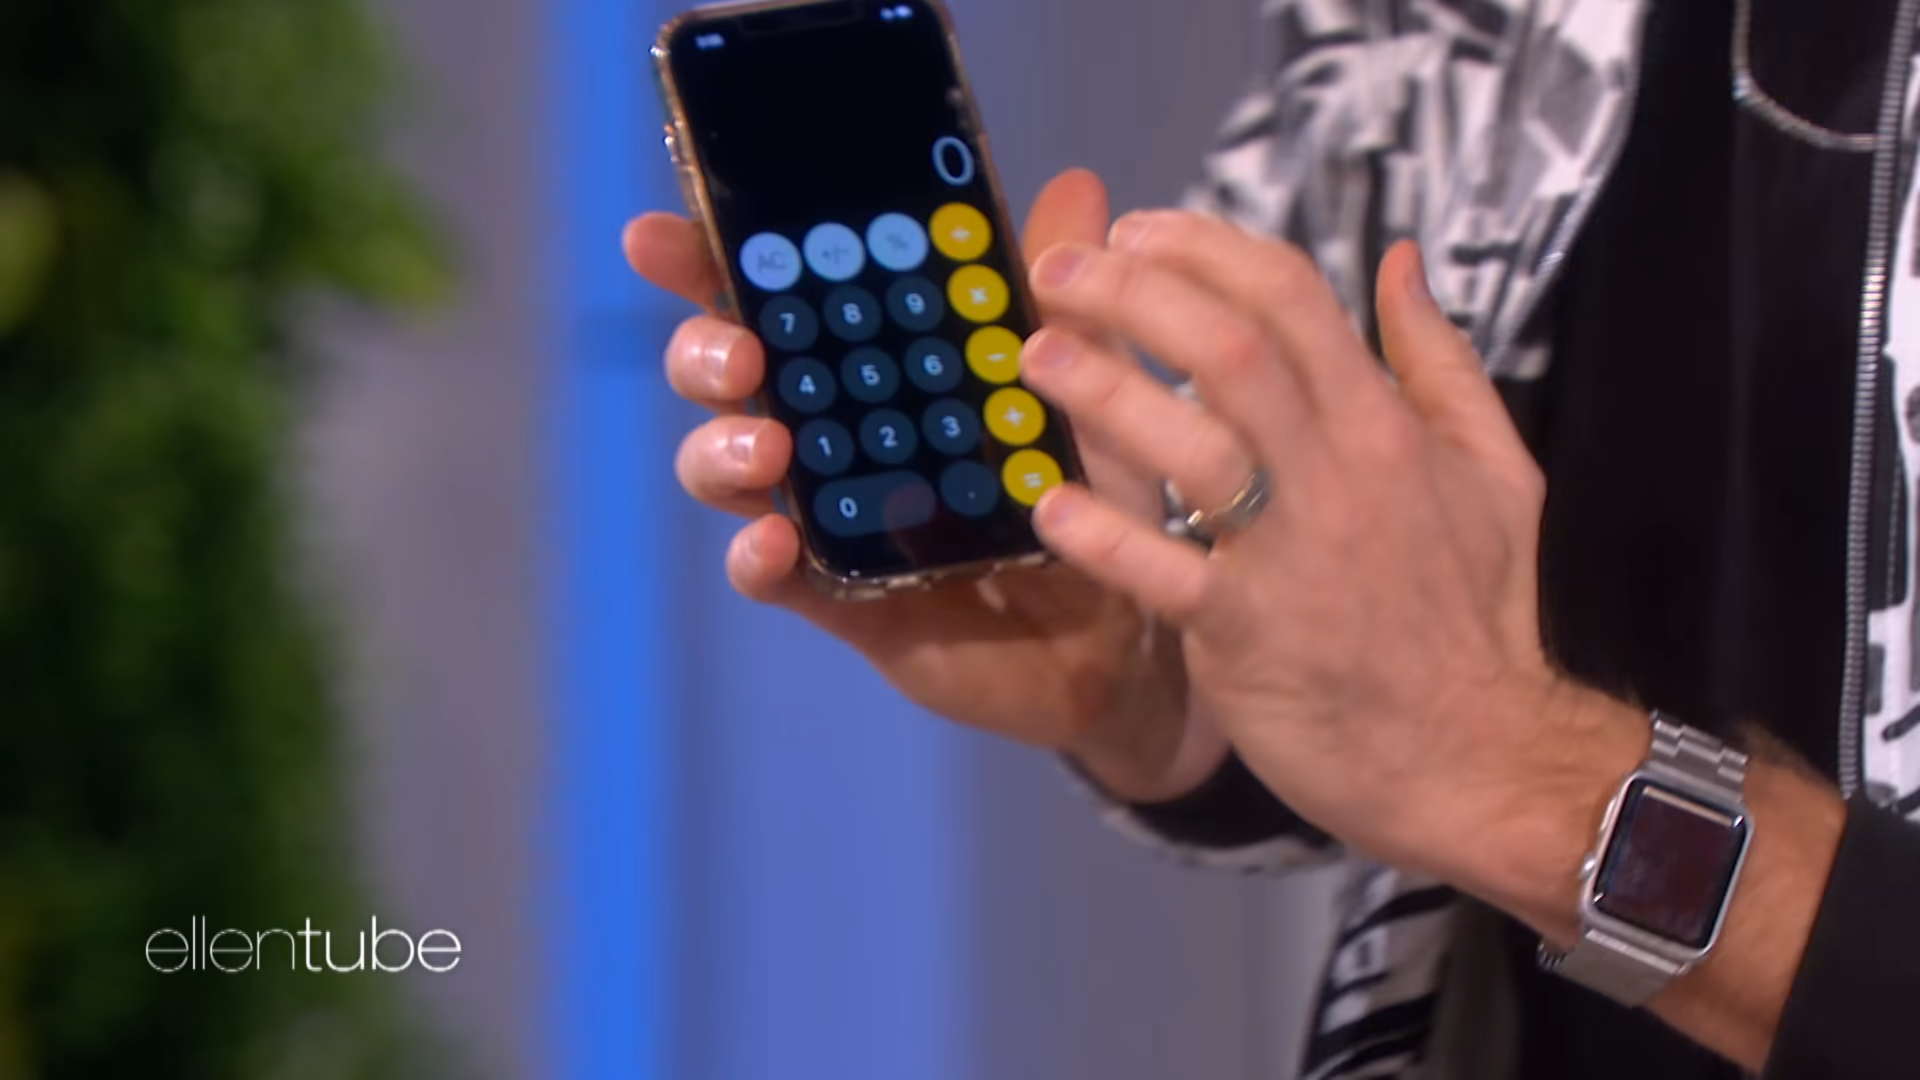 0
AC +/- % ÷
7 8 9 ×
4 5 6 −
1 2 3 +
0 . =
ellentube